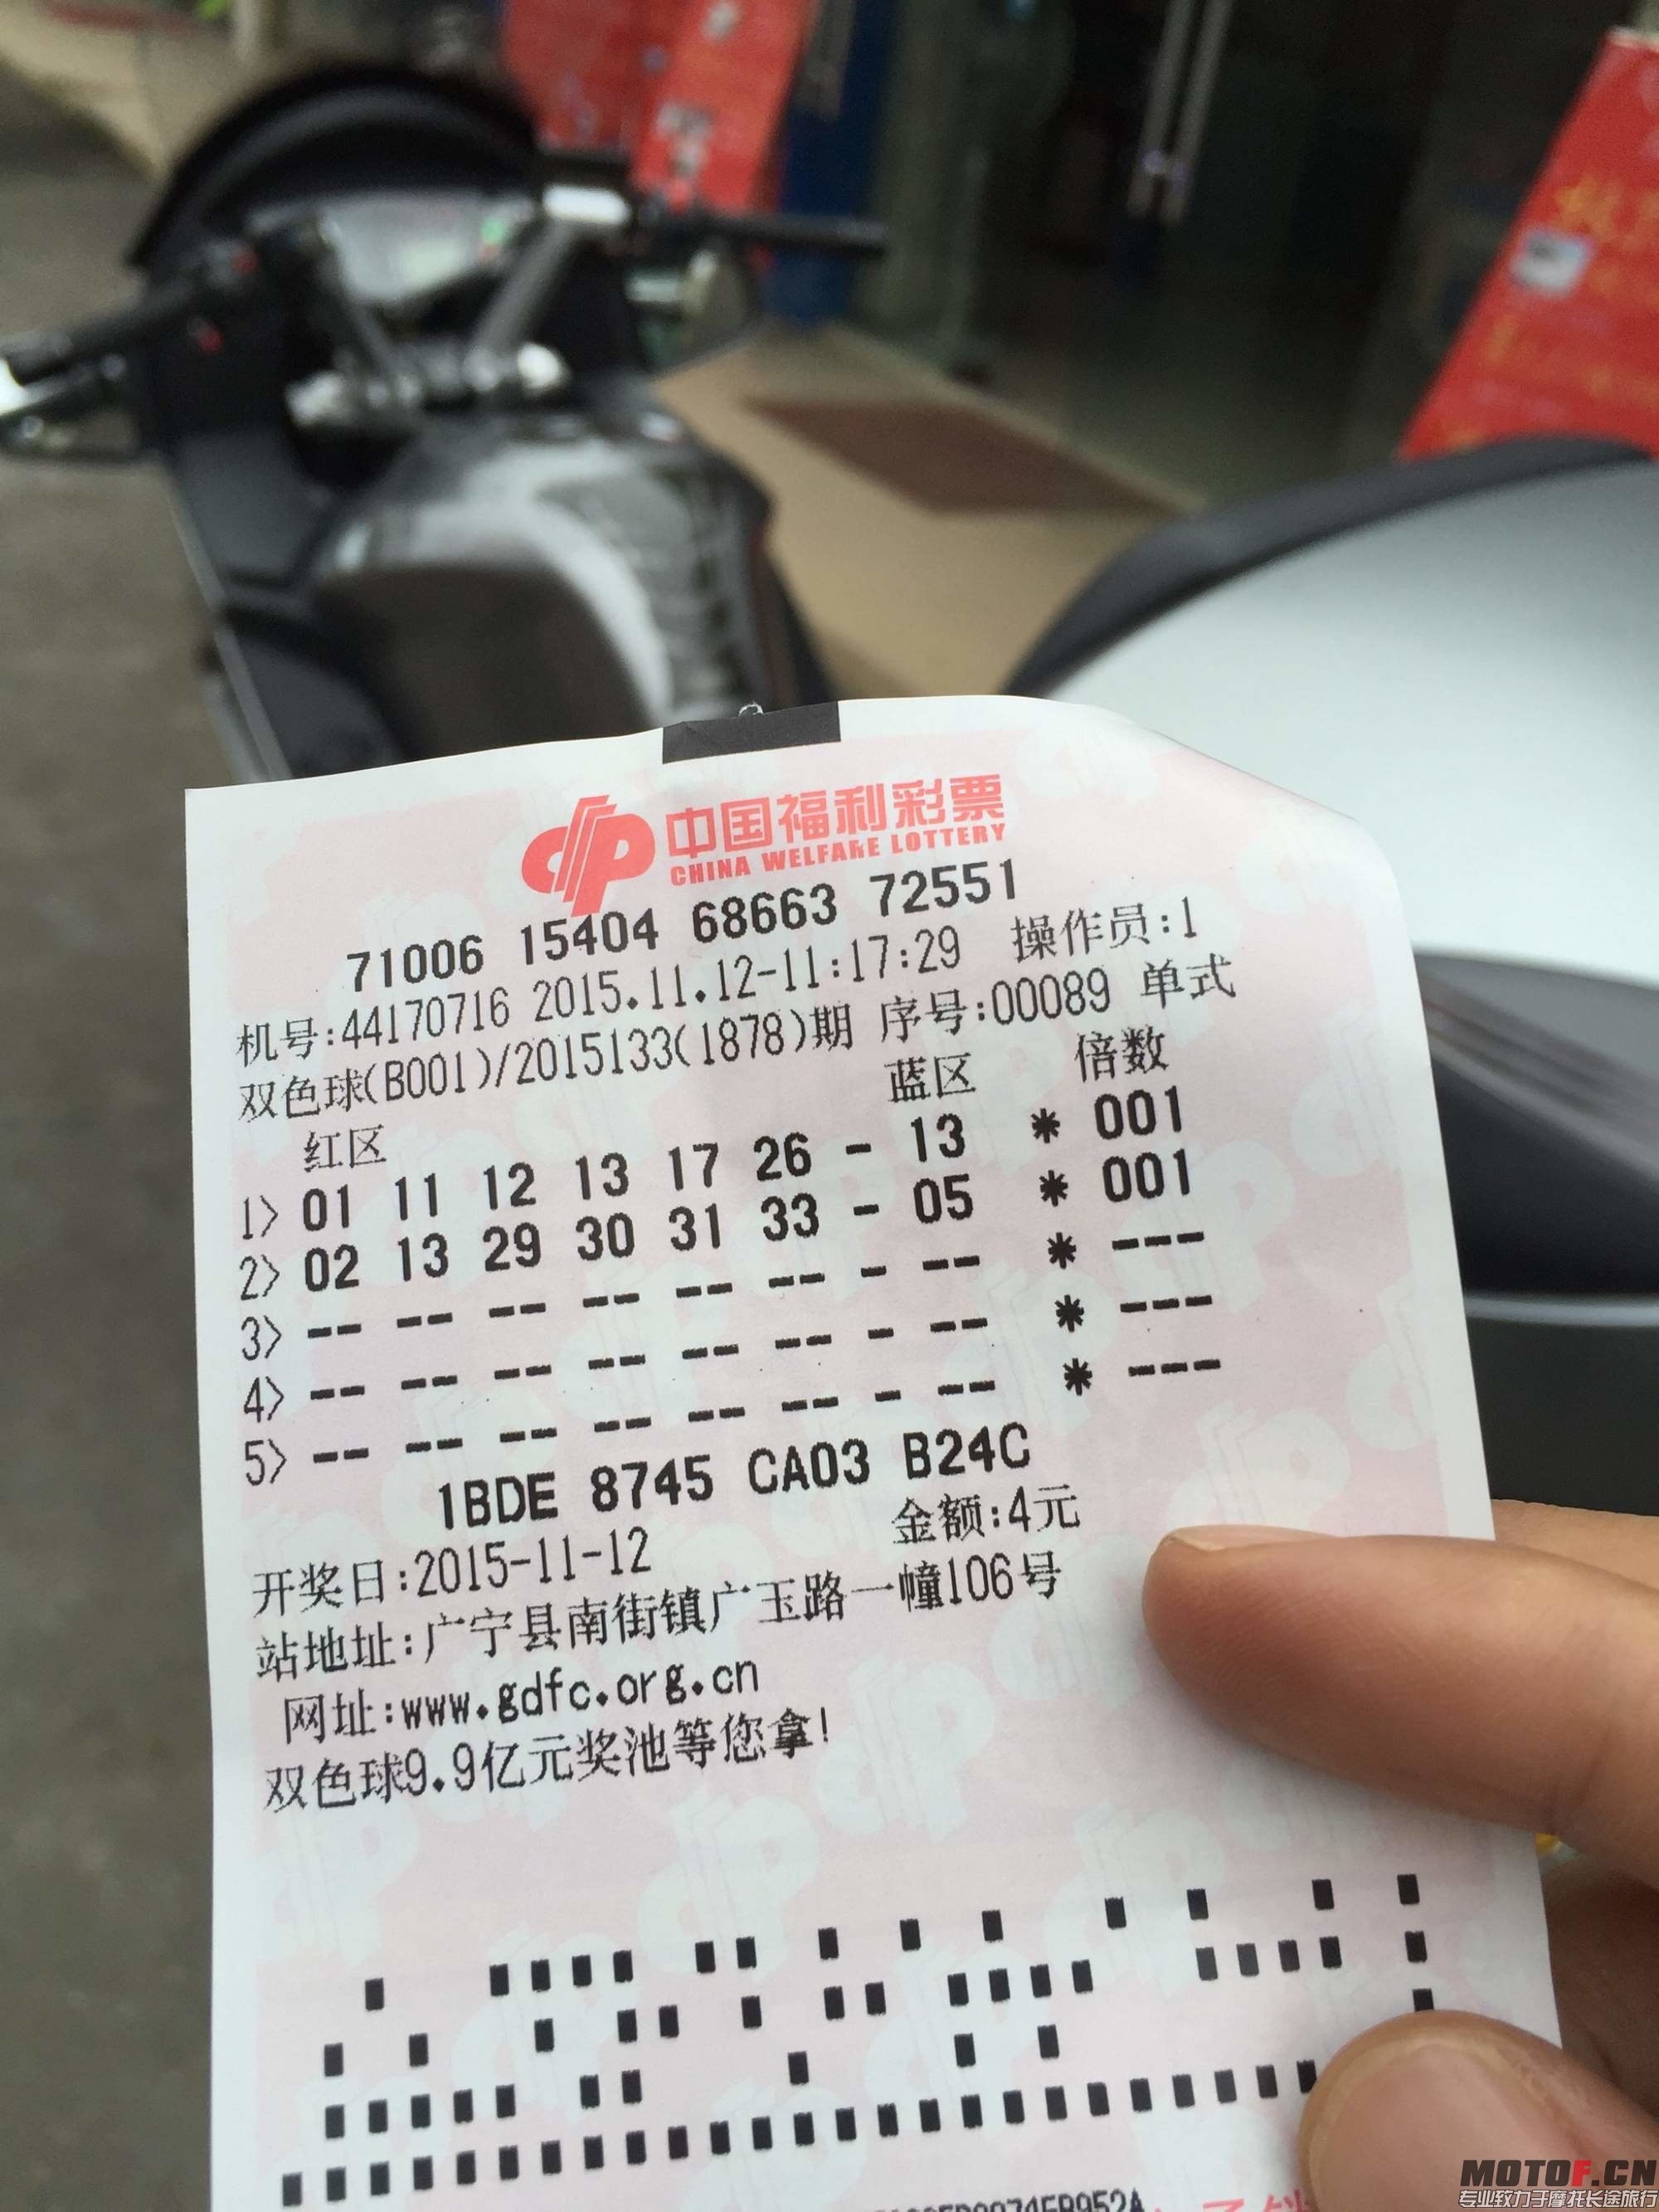 中国福利彩票
CHINA WELFARE LOTTERY
71006 15404 68663 72551
机号:44170716 2015.11.12-11:17:29 操作员:1
双色球(B001)/2015133(1878)期 序号:00089 单式
红区 蓝区 倍数
1> 01 11 12 13 17 26 - 13 * 001
2> 02 13 29 30 31 33 - 05 * 001
3> -- -- -- -- -- -- - -- * ---
4> -- -- -- -- -- -- - -- * ---
5> -- -- -- -- -- -- - -- * ---
1BDE 8745 CA03 B24C
开奖日:2015-11-12 金额:4元
站地址:广宁县南街镇广玉路一幢106号
网址:www.gdfc.org.cn
双色球9.9亿元奖池等您拿!
MOTOF.CN
专业致力于摩托长途旅行